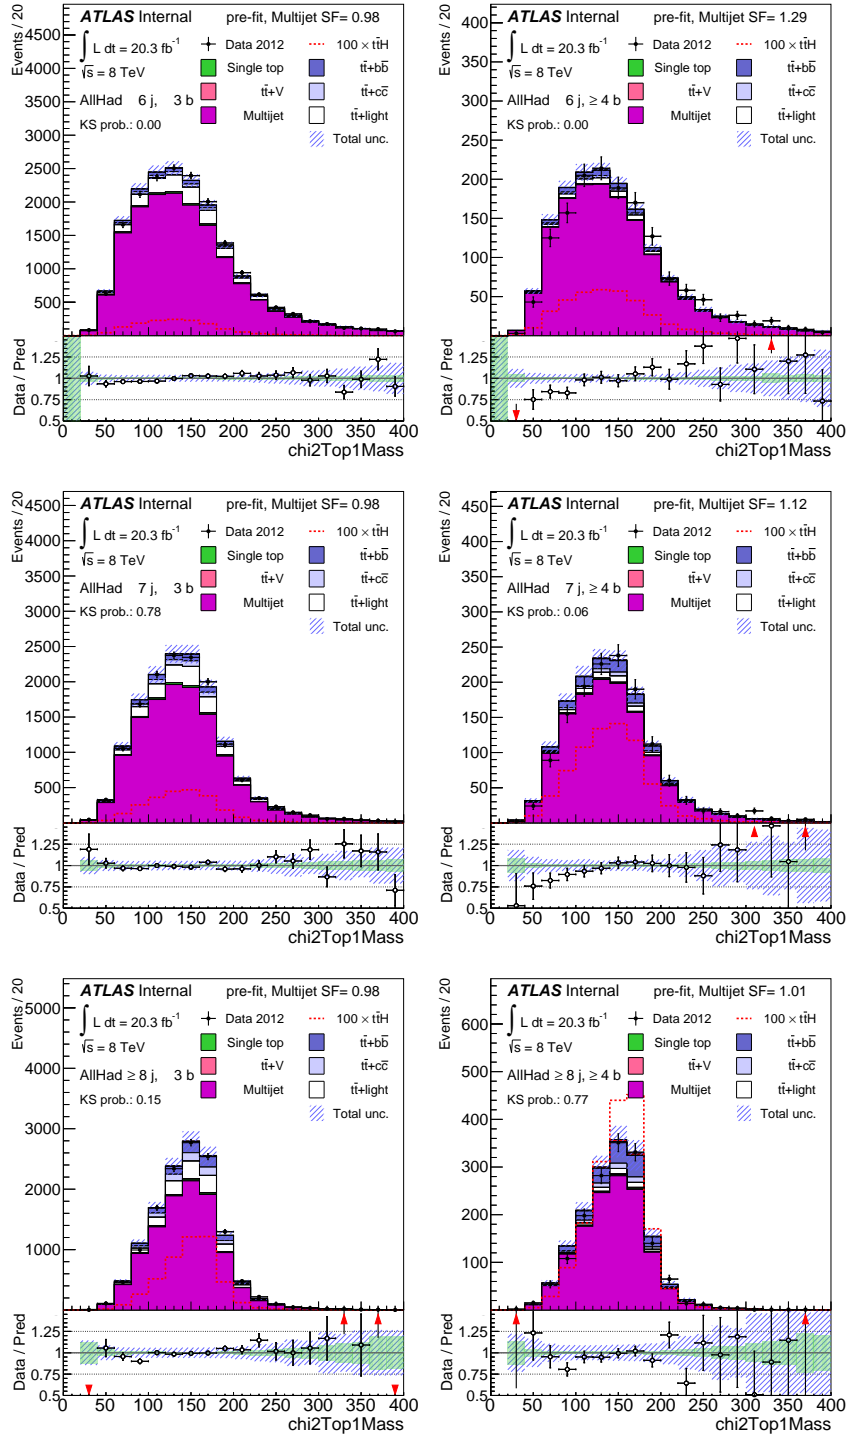 ATLAS Internal pre-fit, Multijet SF= 0.98
∫ L dt = 20.3 fb⁻¹
√s = 8 TeV
AllHad 6 j, 3 b
KS prob.: 0.00
Data 2012
100 × tt̄H
Single top
tt̄+bb̄
tt̄+V
tt̄+cc̄
Multijet
tt̄+light
Total unc.
Events / 20
5000
4500
4000
3500
3000
2500
2000
1500
1000
500
Data / Pred
1.25
1
0.75
0.5
0 50 100 150 200 250 300 350 400
chi2Top1Mass
ATLAS Internal pre-fit, Multijet SF= 1.29
∫ L dt = 20.3 fb⁻¹
√s = 8 TeV
AllHad 6 j, ≥ 4 b
KS prob.: 0.00
Data 2012
100 × tt̄H
Single top
tt̄+bb̄
tt̄+V
tt̄+cc̄
Multijet
tt̄+light
Total unc.
Events / 20
400
350
300
250
200
150
100
50
Data / Pred
1.25
1
0.75
0.5
0 50 100 150 200 250 300 350 400
chi2Top1Mass
ATLAS Internal pre-fit, Multijet SF= 0.98
∫ L dt = 20.3 fb⁻¹
√s = 8 TeV
AllHad 7 j, 3 b
KS prob.: 0.78
Data 2012
100 × tt̄H
Single top
tt̄+bb̄
tt̄+V
tt̄+cc̄
Multijet
tt̄+light
Total unc.
Events / 20
4500
4000
3500
3000
2500
2000
1500
1000
500
Data / Pred
1.25
1
0.75
0.5
0 50 100 150 200 250 300 350 400
chi2Top1Mass
ATLAS Internal pre-fit, Multijet SF= 1.12
∫ L dt = 20.3 fb⁻¹
√s = 8 TeV
AllHad 7 j, ≥ 4 b
KS prob.: 0.06
Data 2012
100 × tt̄H
Single top
tt̄+bb̄
tt̄+V
tt̄+cc̄
Multijet
tt̄+light
Total unc.
Events / 20
450
400
350
300
250
200
150
100
50
Data / Pred
1.25
1
0.75
0.5
0 50 100 150 200 250 300 350 400
chi2Top1Mass
ATLAS Internal pre-fit, Multijet SF= 0.98
∫ L dt = 20.3 fb⁻¹
√s = 8 TeV
AllHad ≥ 8 j, 3 b
KS prob.: 0.15
Data 2012
100 × tt̄H
Single top
tt̄+bb̄
tt̄+V
tt̄+cc̄
Multijet
tt̄+light
Total unc.
Events / 20
5000
4000
3000
2000
1000
Data / Pred
1.25
1
0.75
0.5
0 50 100 150 200 250 300 350 400
chi2Top1Mass
ATLAS Internal pre-fit, Multijet SF= 1.01
∫ L dt = 20.3 fb⁻¹
√s = 8 TeV
AllHad ≥ 8 j, ≥ 4 b
KS prob.: 0.77
Data 2012
100 × tt̄H
Single top
tt̄+bb̄
tt̄+V
tt̄+cc̄
Multijet
tt̄+light
Total unc.
Events / 20
600
500
400
300
200
100
Data / Pred
1.25
1
0.75
0.5
0 50 100 150 200 250 300 350 400
chi2Top1Mass